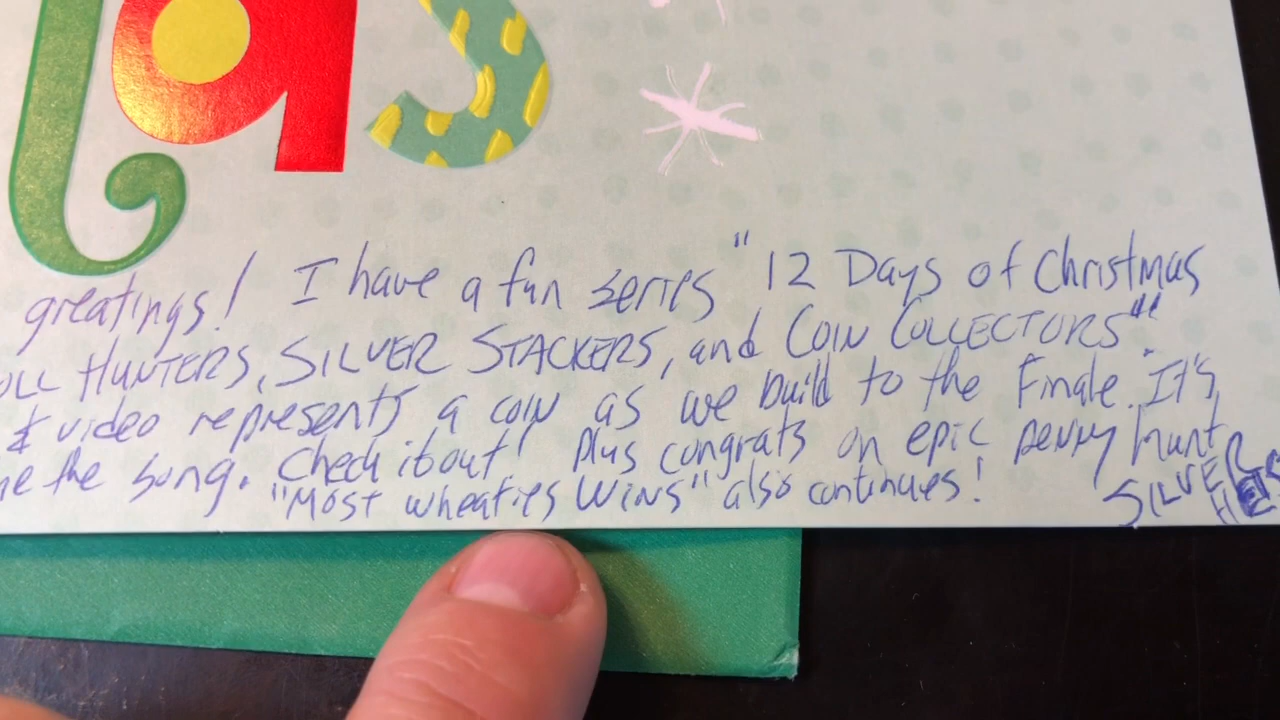 as
greatings! I have a fun series "12 Days of Christmas
HUNTERS, SILVER STACKERS, and COIN COLLECTORS"".
& video represents a coin as we build to the Finale. It's
the song. Check it out! Plus congrats on epic penny hunt
"MOST wheaties WINS" also continues! SILVER